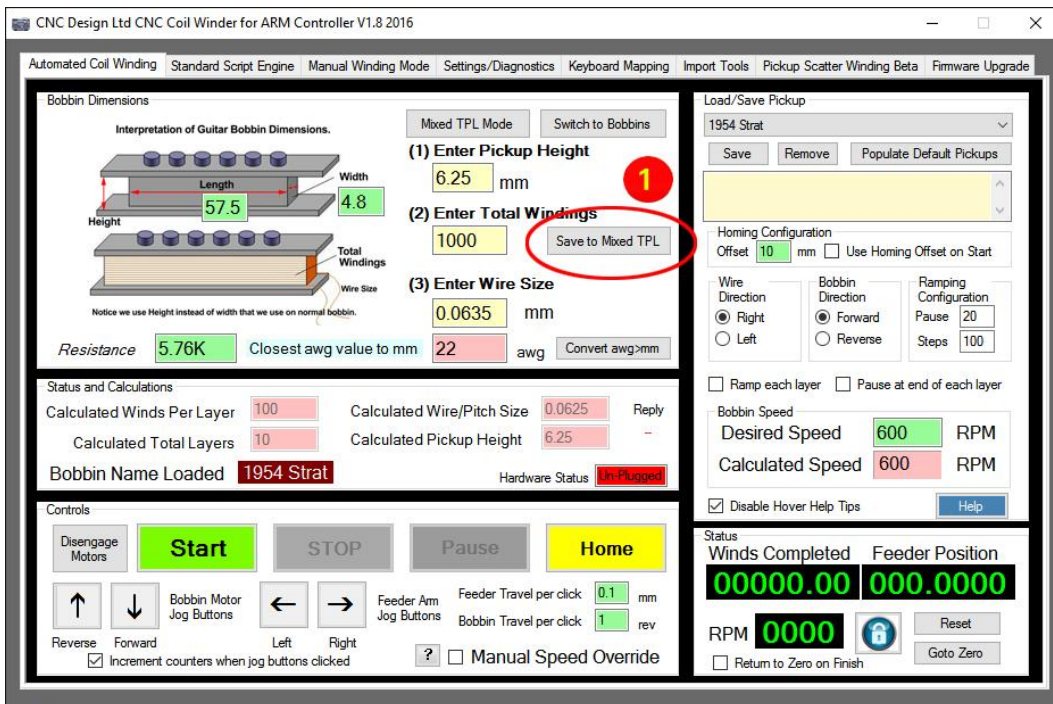 CNC Design Ltd CNC Coil Winder for ARM Controller V1.8 2016
Automated Coil Winding
Standard Script Engine
Manual Winding Mode
Settings/Diagnostics
Keyboard Mapping
Import Tools
Pickup Scatter Winding Beta
Firmware Upgrade
Bobbin Dimensions
Interpretation of Guitar Bobbin Dimensions.
Length
57.5
Width
4.8
Height
Total
Windings
Wire Size
Notice we use Height instead of width that we use on normal bobbin.
Mixed TPL Mode
Switch to Bobbins
(1) Enter Pickup Height
6.25 mm
1
(2) Enter Total Windings
1000
Save to Mixed TPL
(3) Enter Wire Size
0.0635 mm
Resistance 5.76K
Closest awg value to mm 22 awg
Convert awg>mm
Status and Calculations
Calculated Winds Per Layer 100
Calculated Wire/Pitch Size 0.0625
Reply
Calculated Total Layers 10
Calculated Pickup Height 6.25
--
Bobbin Name Loaded 1954 Strat
Hardware Status Un-Plugged
Controls
Disengage
Motors
Start
STOP
Pause
Home
Bobbin Motor
Jog Buttons
Reverse
Forward
Left
Right
Feeder Arm
Jog Buttons
Feeder Travel per click 0.1 mm
Bobbin Travel per click 1 rev
Increment counters when jog buttons clicked
?
Manual Speed Override
Load/Save Pickup
1954 Strat
Save
Remove
Populate Default Pickups
Homing Configuration
Offset 10 mm
Use Homing Offset on Start
Wire
Direction
Right
Left
Bobbin
Direction
Forward
Reverse
Ramping
Configuration
Pause 20
Steps 100
Ramp each layer
Pause at end of each layer
Bobbin Speed
Desired Speed 600 RPM
Calculated Speed 600 RPM
Disable Hover Help Tips
Help
Status
Winds Completed
Feeder Position
00000.00
000.0000
RPM 0000
Reset
Goto Zero
Return to Zero on Finish